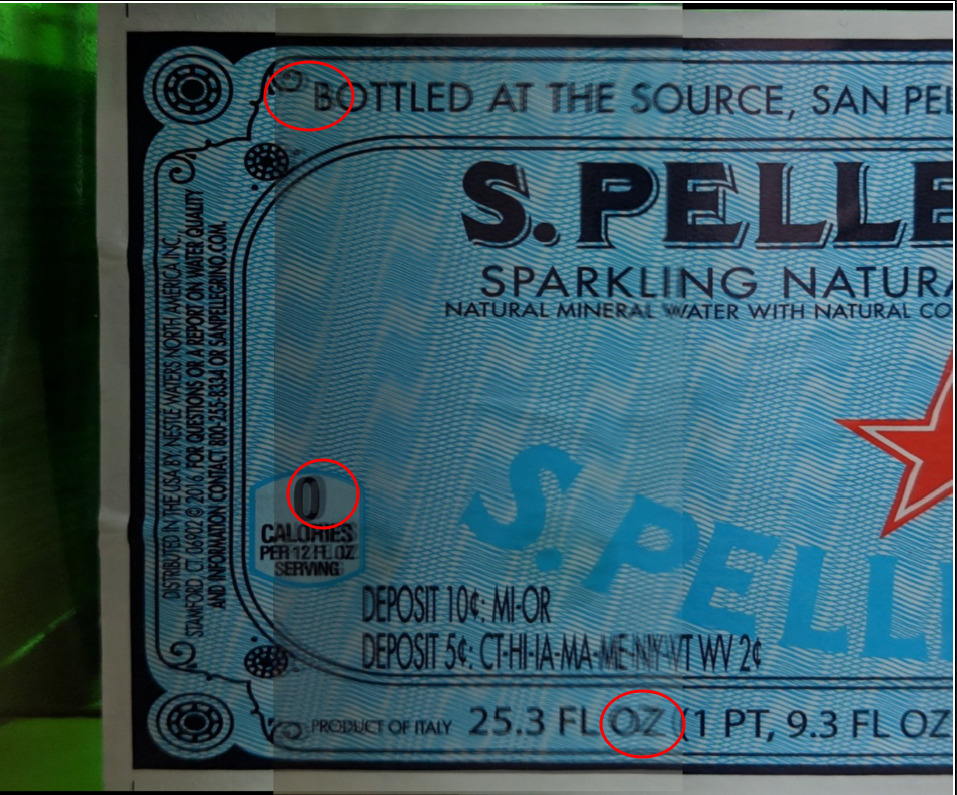 BOTTLED AT THE SOURCE, SAN PEL
S.PELLE
SPARKLING NATURA
NATURAL MINERAL WATER WITH NATURAL CO
DISTRIBUTED IN THE USA BY: NESTLÉ WATERS NORTH AMERICA INC.,
STAMFORD CT. 06902 © 2016. FOR QUESTIONS OR A REPORT ON WATER QUALITY
AND INFORMATION CONTACT 800-255-8334 OR SANPELLEGRINO.COM.
S.PELL
0
CALORIES
PER 12 FL OZ
SERVING
DEPOSIT 10¢: MI-OR
DEPOSIT 5¢: CT-HI-IA-MA-ME-NY-VT WV 2¢
PRODUCT OF ITALY 25.3 FL OZ (1 PT, 9.3 FL OZ